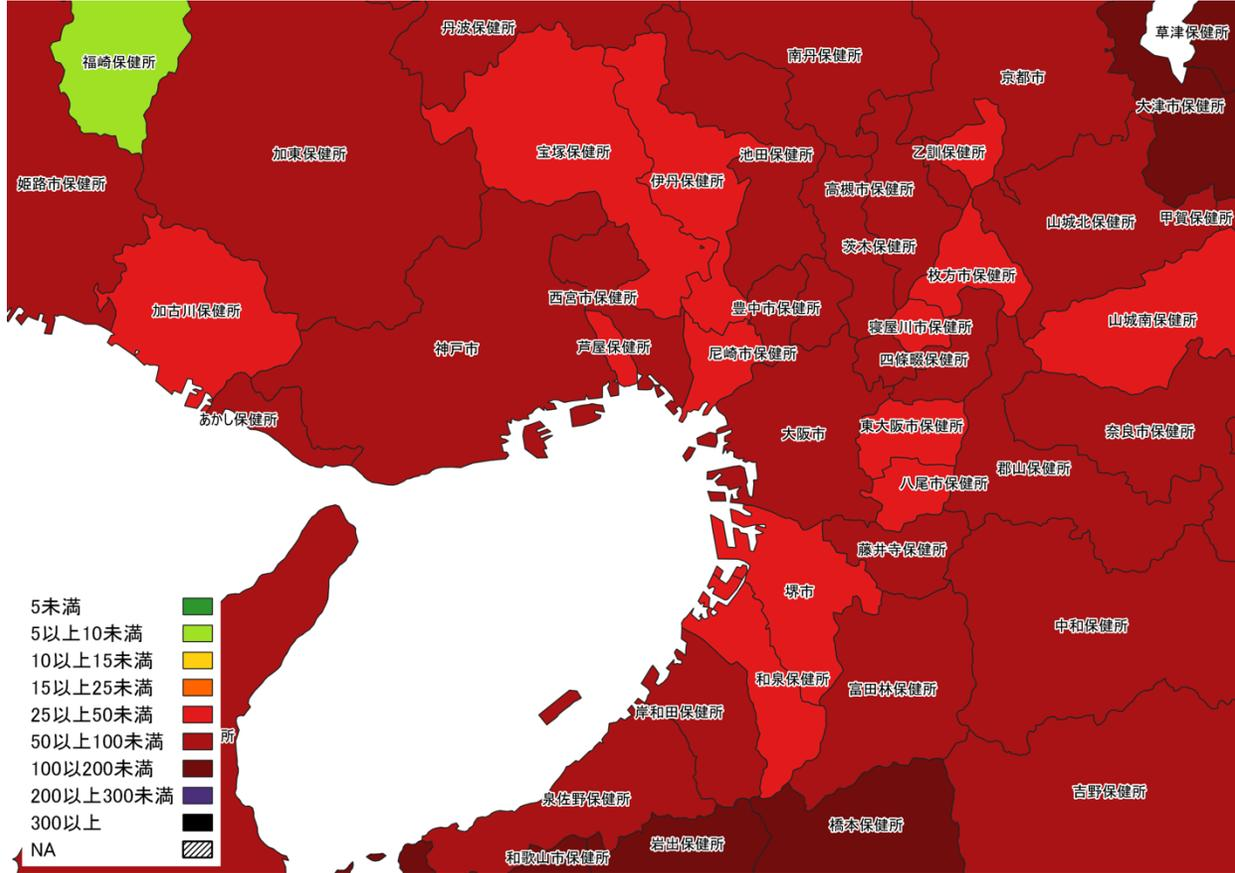 丹波保健所
草津保健所
南丹保健所
福崎保健所
京都市
大津市保健所
加東保健所
宝塚保健所
池田保健所
乙訓保健所
姫路市保健所
伊丹保健所
高槻市保健所
山城北保健所
甲賀保健所
茨木保健所
枚方市保健所
西宮市保健所
豊中市保健所
加古川保健所
山城南保健所
寝屋川市保健所
神戸市
芦屋保健所
尼崎市保健所
四條畷保健所
あかし保健所
大阪市
東大阪市保健所
奈良市保健所
郡山保健所
八尾市保健所
藤井寺保健所
堺市
中和保健所
和泉保健所
富田林保健所
岸和田保健所
所
泉佐野保健所
吉野保健所
橋本保健所
岩出保健所
和歌山市保健所
5未満
5以上10未満
10以上15未満
15以上25未満
25以上50未満
50以上100未満
100以200未満
200以上300未満
300以上
NA